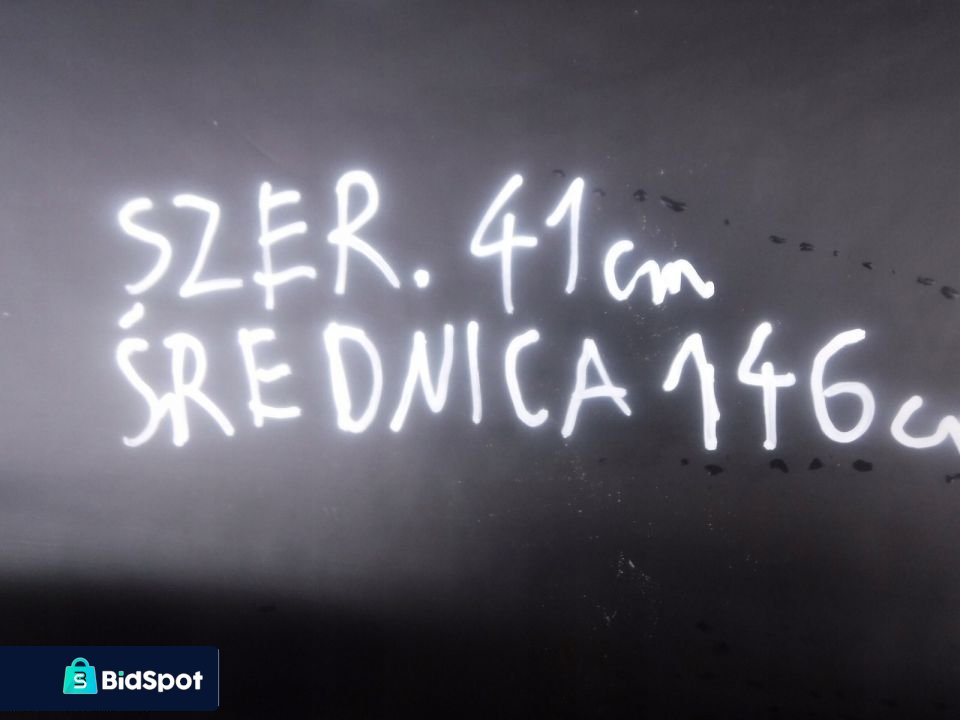 SZER. 41cm
ŚREDNICA 146c
BidSpot